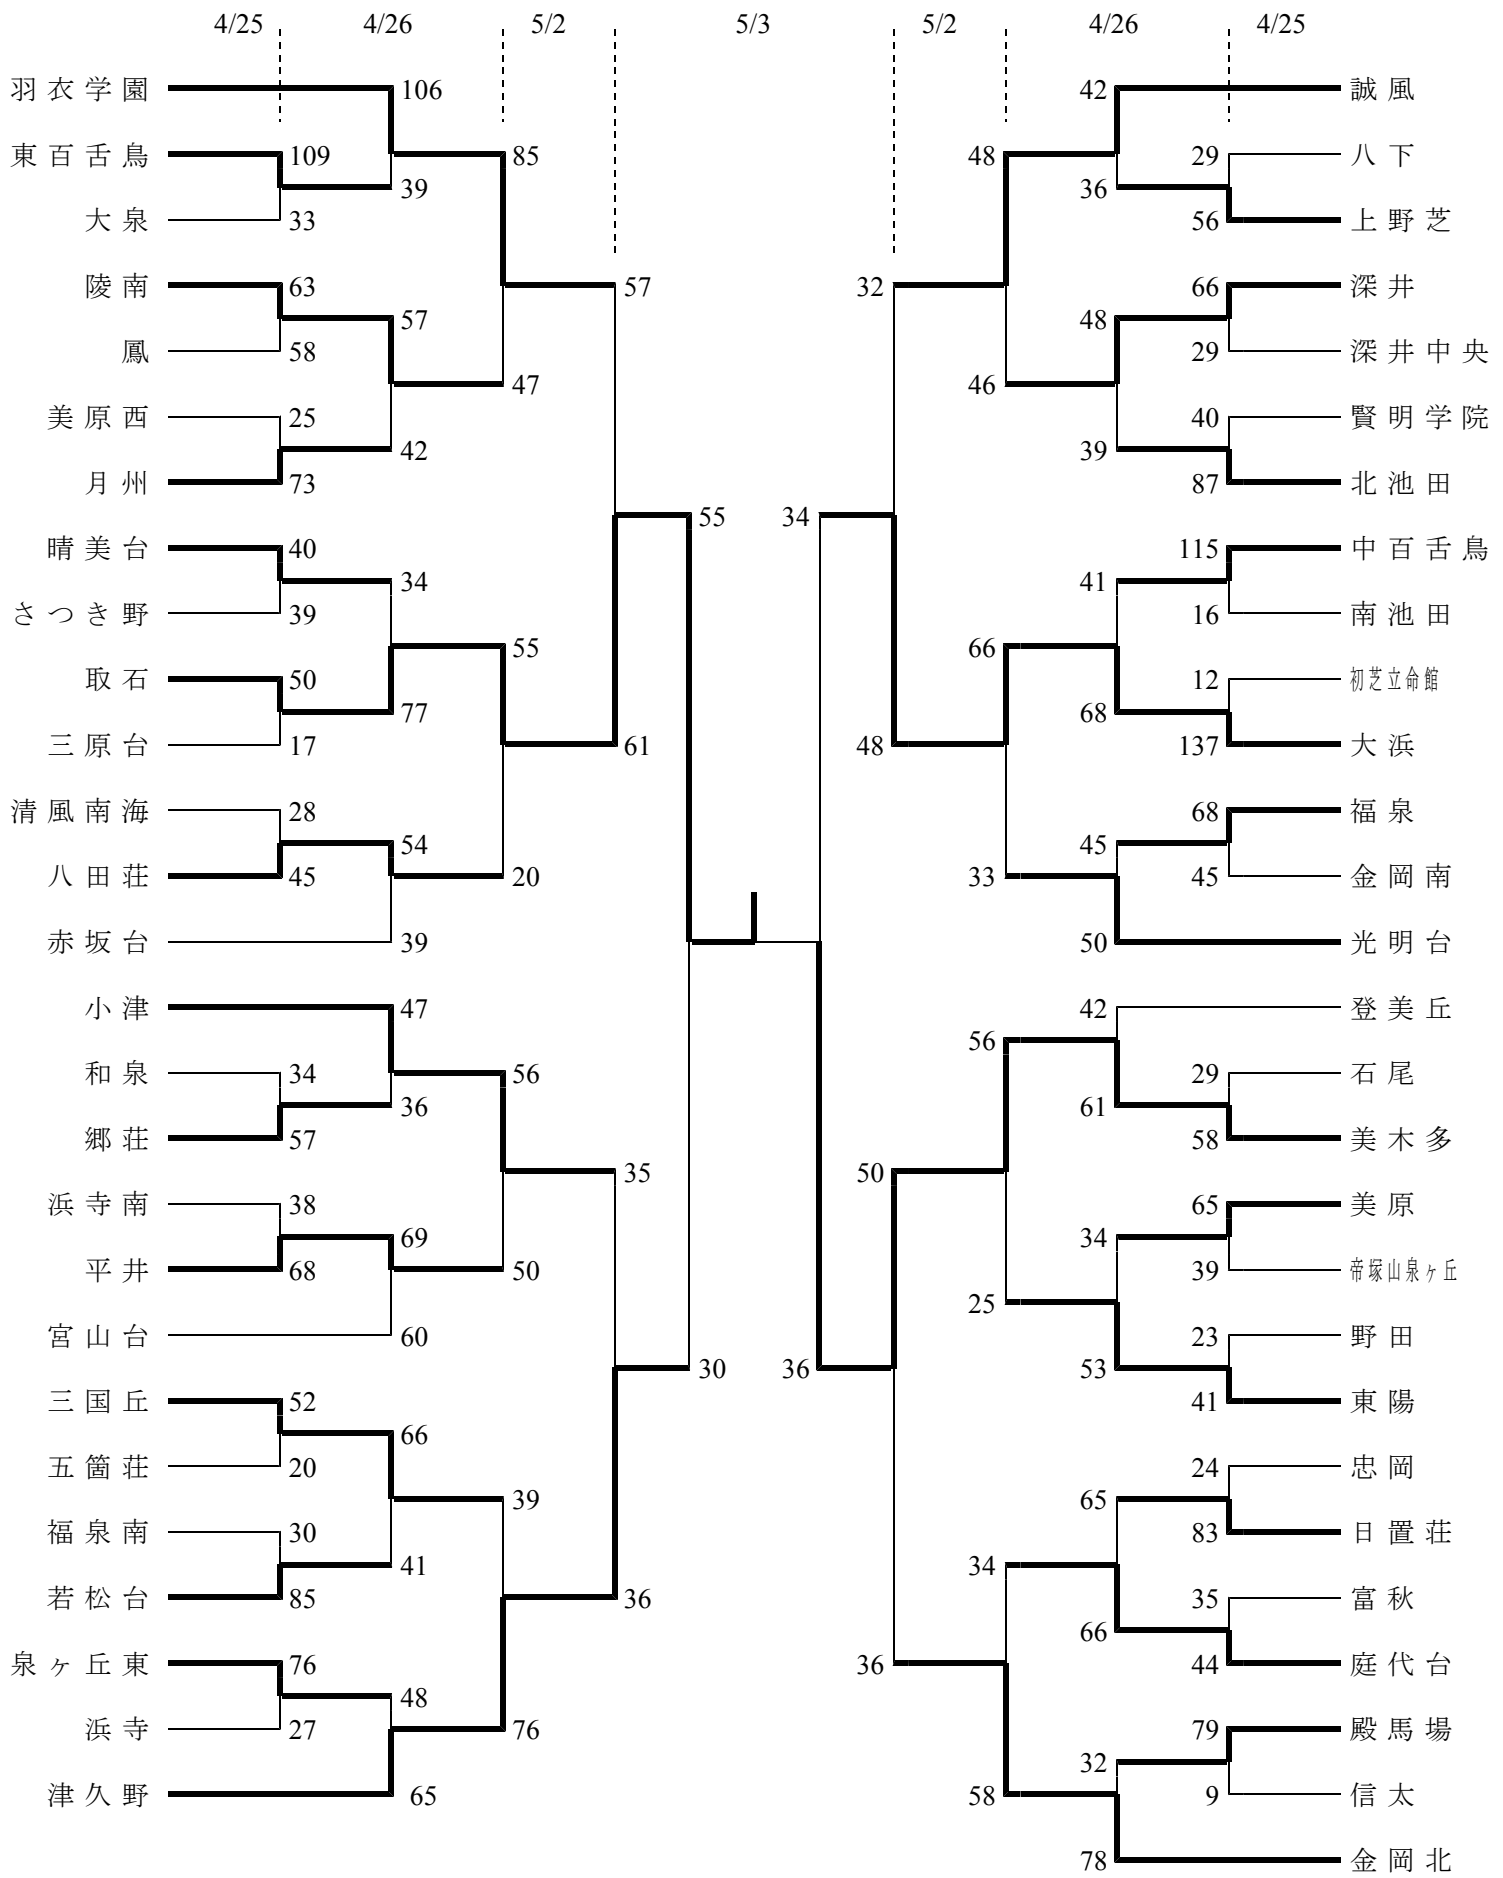 4/25 4/26 5/2 5/3 5/2 4/26 4/25
羽衣学園 106 42 誠風
東百舌鳥 109 85 48 29 八下
39 36
大泉 33 56 上野芝
陵南 63 57 32 66 深井
57 48
鳳 58 29 深井中央
47 46
美原西 25 40 賢明学院
42 39
月州 73 87 北池田
55 34
晴美台 40 115 中百舌鳥
34 41
さつき野 39 16 南池田
55 66
取石 50 12 初芝立命館
77 68
三原台 17 61 48 137 大浜
清風南海 28 68 福泉
54 45
八田荘 45 20 33 45 金岡南
赤坂台 39 50 光明台
小津 47 42 登美丘
56
和泉 34 56 29 石尾
36 61
郷荘 57 58 美木多
35 50
浜寺南 38 65 美原
69 34
平井 68 50 39 帝塚山泉ヶ丘
25
宮山台 60 23 野田
30 36 53
三国丘 52 41 東陽
66
五箇荘 20 24 忠岡
39 65
福泉南 30 83 日置荘
41 34
若松台 85 36 35 富秋
66
泉ヶ丘東 76 36 44 庭代台
48
浜寺 27 76 79 殿馬場
32
津久野 65 58 9 信太
78 金岡北